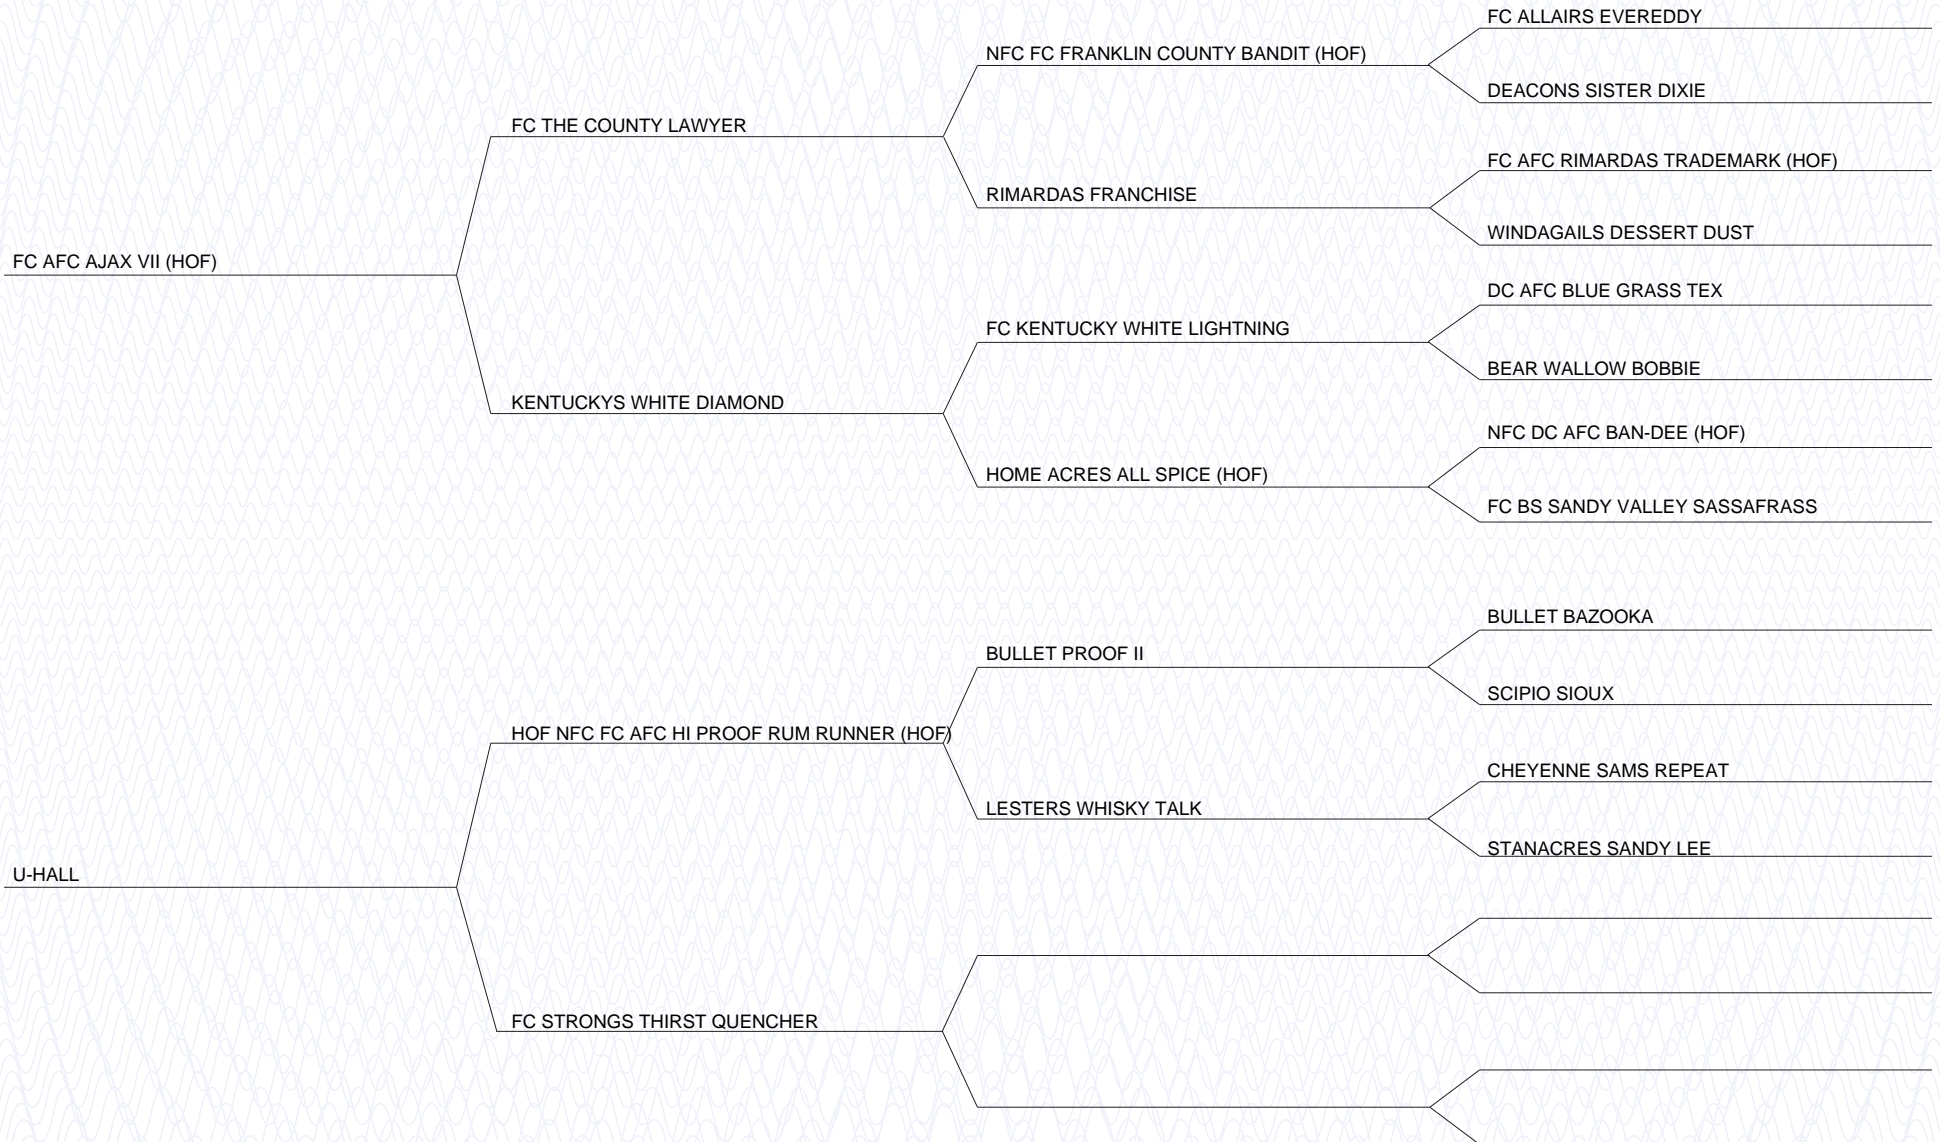 FC ALLAIRS EVEREDDY
NFC FC FRANKLIN COUNTY BANDIT (HOF)
DEACONS SISTER DIXIE
FC THE COUNTY LAWYER
FC AFC RIMARDAS TRADEMARK (HOF)
RIMARDAS FRANCHISE
WINDAGAILS DESSERT DUST
FC AFC AJAX VII (HOF)
DC AFC BLUE GRASS TEX
FC KENTUCKY WHITE LIGHTNING
BEAR WALLOW BOBBIE
KENTUCKYS WHITE DIAMOND
NFC DC AFC BAN-DEE (HOF)
HOME ACRES ALL SPICE (HOF)
FC BS SANDY VALLEY SASSAFRASS
BULLET BAZOOKA
BULLET PROOF II
SCIPIO SIOUX
HOF NFC FC AFC HI PROOF RUM RUNNER (HOF)
CHEYENNE SAMS REPEAT
LESTERS WHISKY TALK
STANACRES SANDY LEE
U-HALL
FC STRONGS THIRST QUENCHER